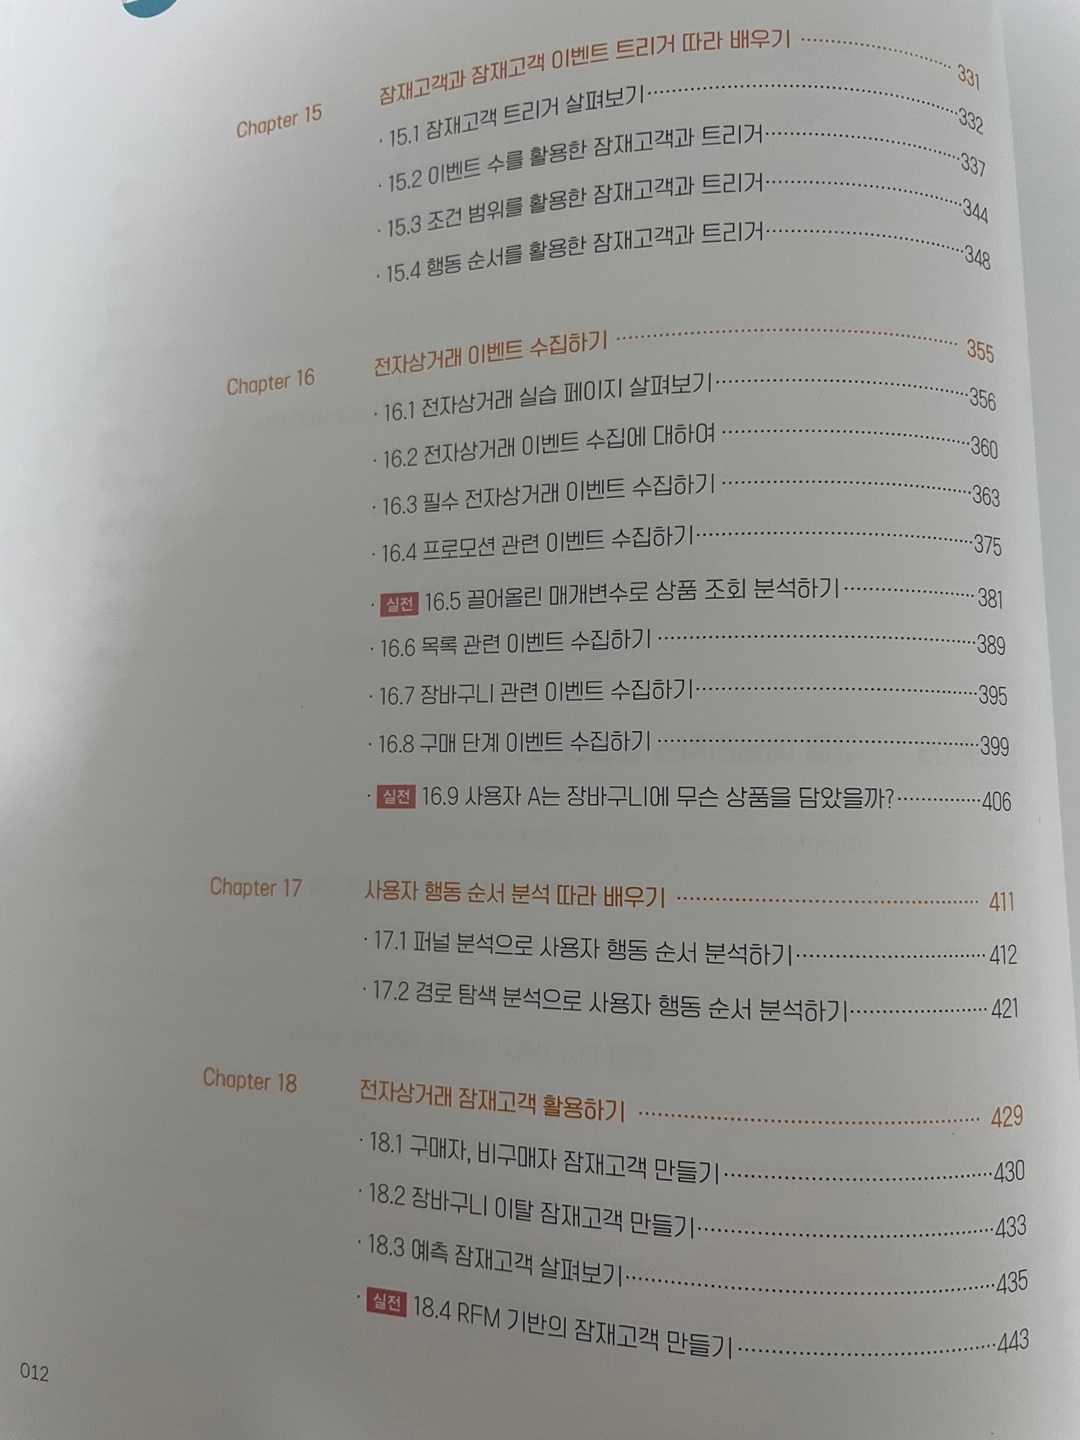 Chapter 15 잠재고객과 잠재고객 이벤트 트리거 따라 배우기 331
· 15.1 잠재고객 트리거 살펴보기 332
· 15.2 이벤트 수를 활용한 잠재고객과 트리거 337
· 15.3 조건 범위를 활용한 잠재고객과 트리거 344
· 15.4 행동 순서를 활용한 잠재고객과 트리거 348
Chapter 16 전자상거래 이벤트 수집하기 355
· 16.1 전자상거래 실습 페이지 살펴보기 356
· 16.2 전자상거래 이벤트 수집에 대하여 360
· 16.3 필수 전자상거래 이벤트 수집하기 363
· 16.4 프로모션 관련 이벤트 수집하기 375
· 실전 16.5 끌어올린 매개변수로 상품 조회 분석하기 381
· 16.6 목록 관련 이벤트 수집하기 389
· 16.7 장바구니 관련 이벤트 수집하기 395
· 16.8 구매 단계 이벤트 수집하기 399
· 실전 16.9 사용자 A는 장바구니에 무슨 상품을 담았을까? 406
Chapter 17 사용자 행동 순서 분석 따라 배우기 411
· 17.1 퍼널 분석으로 사용자 행동 순서 분석하기 412
· 17.2 경로 탐색 분석으로 사용자 행동 순서 분석하기 421
Chapter 18 전자상거래 잠재고객 활용하기 429
· 18.1 구매자, 비구매자 잠재고객 만들기 430
· 18.2 장바구니 이탈 잠재고객 만들기 433
· 18.3 예측 잠재고객 살펴보기 435
· 실전 18.4 RFM 기반의 잠재고객 만들기 443
012